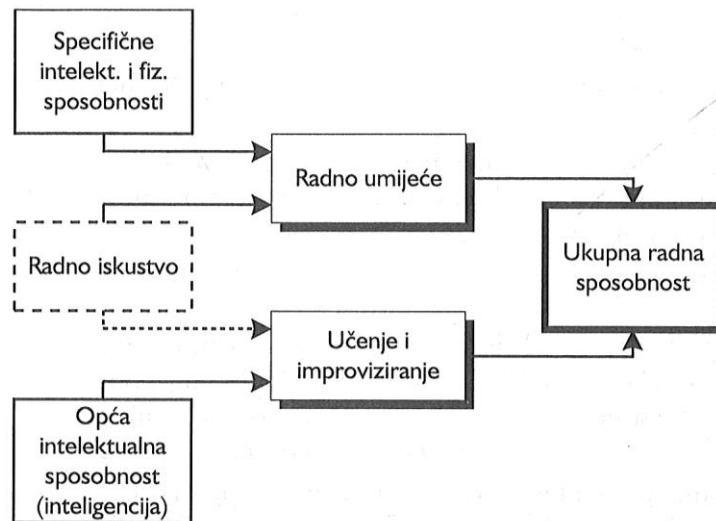 Specifične
intelekt. i fiz.
sposobnosti
Radno umijeće
Radno iskustvo
Ukupna radna
sposobnost
Učenje i
improviziranje
Opća
intelektualna
sposobnost
(inteligencija)